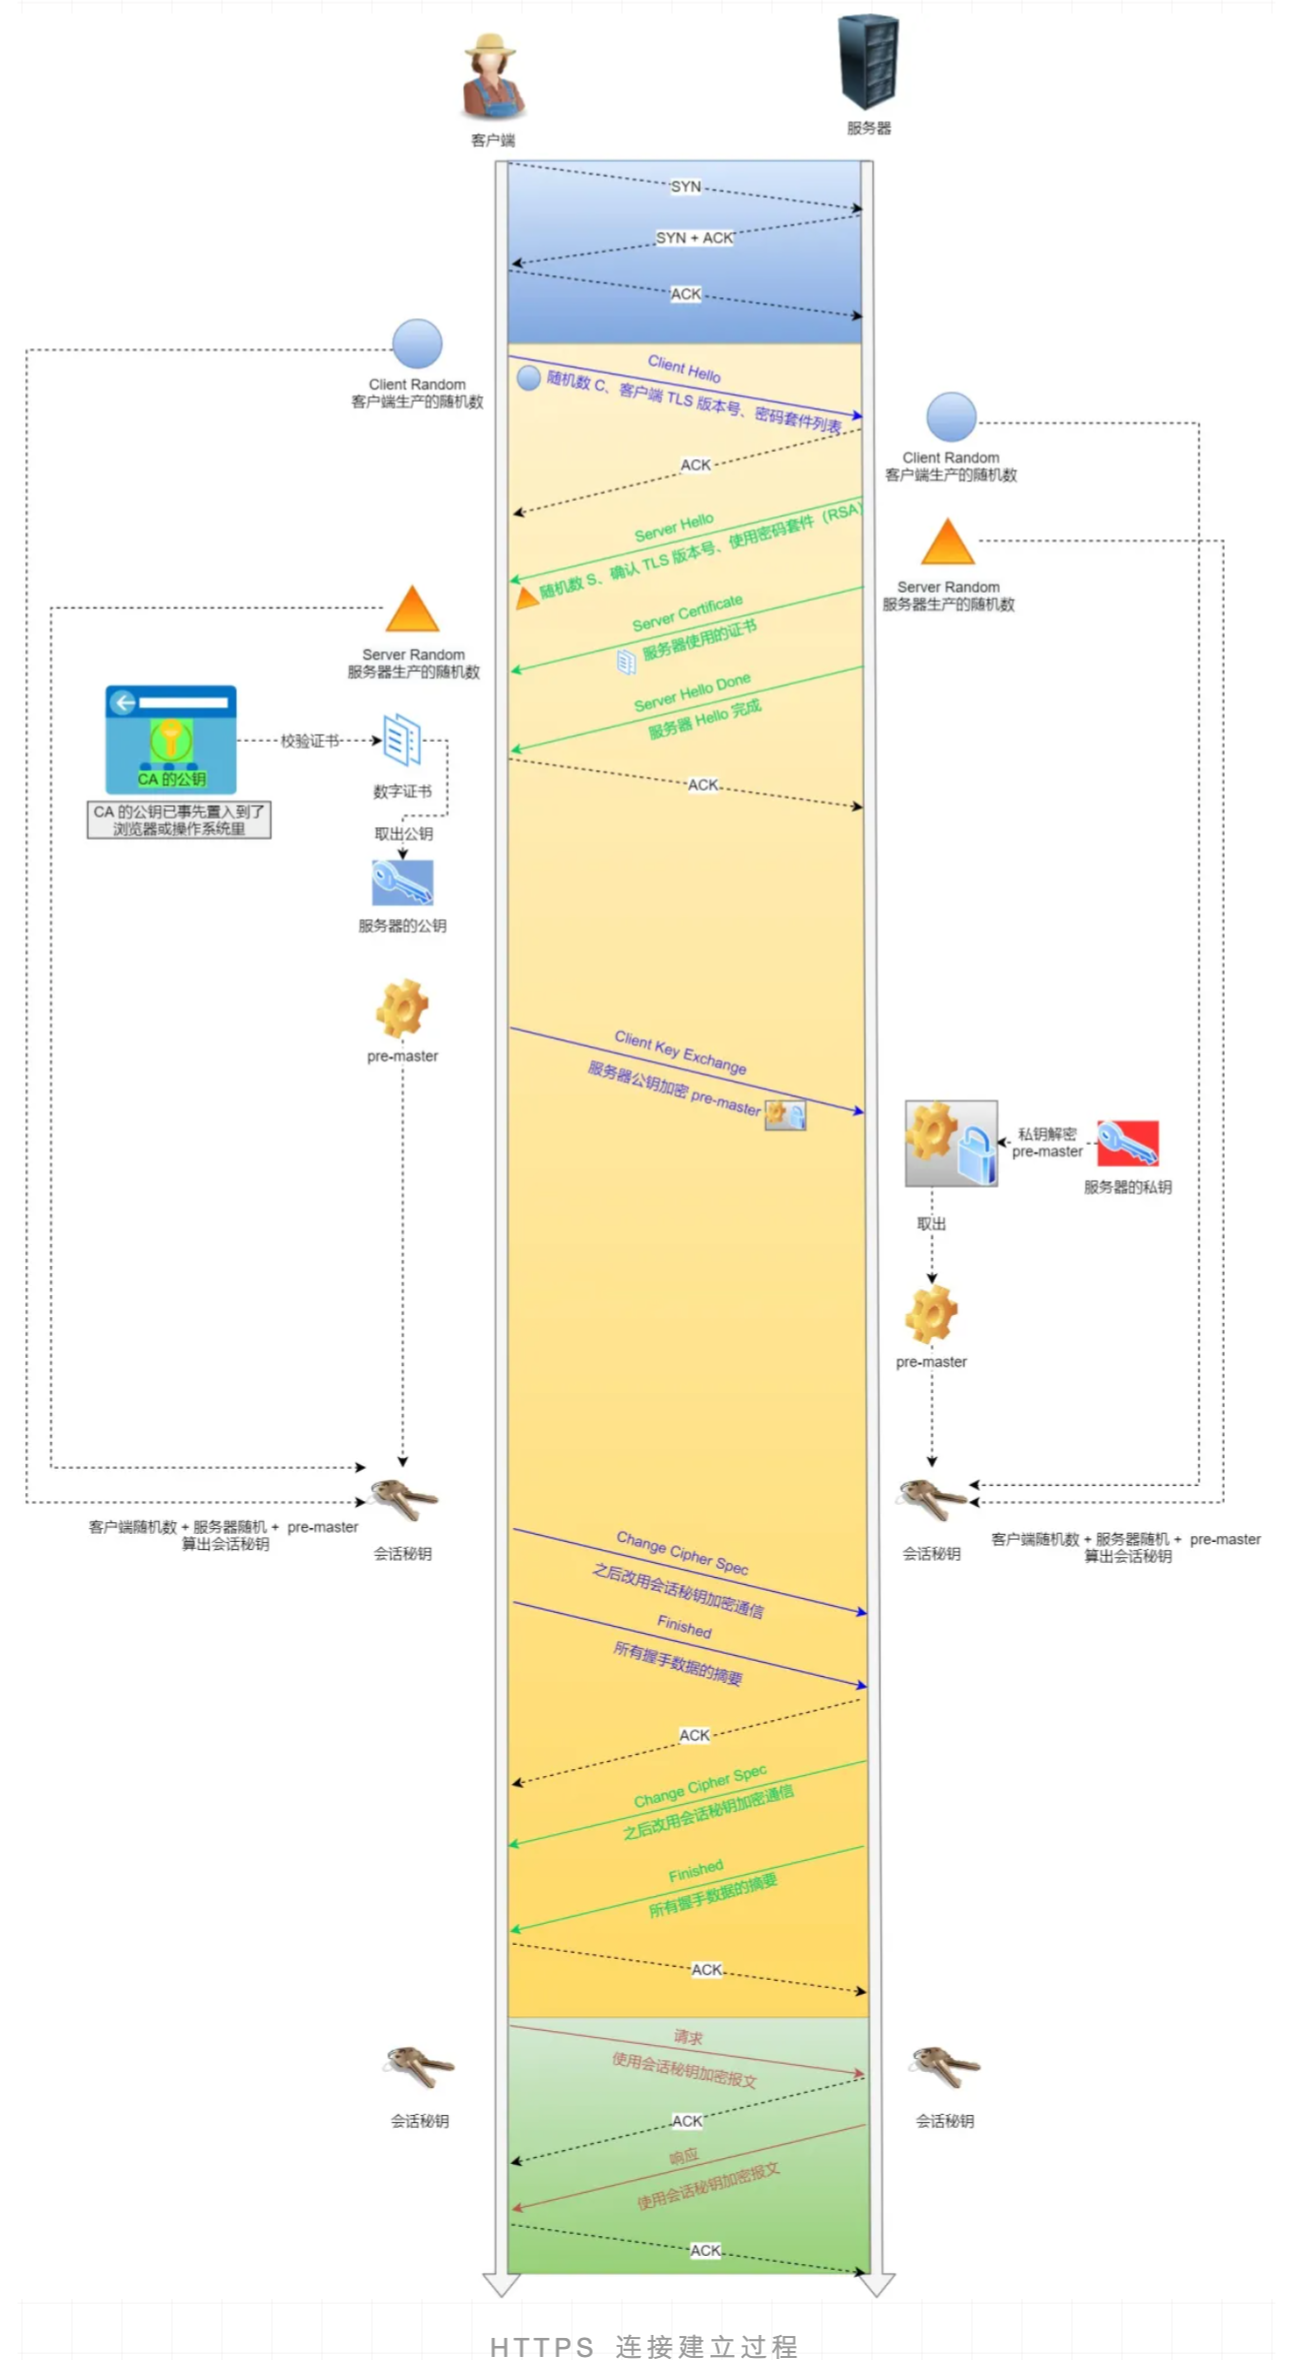 客户端
服务器
SYN
SYN + ACK
ACK
Client Random
客户端生产的随机数
Client Hello
随机数 C、客户端 TLS 版本号、密码套件列表
Client Random
客户端生产的随机数
ACK
Server Hello
随机数 S、确认 TLS 版本号、使用密码套件（RSA）
Server Random
服务器生产的随机数
Server Certificate
服务器使用的证书
Server Random
服务器生产的随机数
Server Hello Done
服务器 Hello 完成
校验证书
CA 的公钥
数字证书
ACK
CA 的公钥已事先置入到了
浏览器或操作系统里
取出公钥
服务器的公钥
pre-master
Client Key Exchange
服务器公钥加密 pre-master
私钥解密
pre-master
服务器的私钥
取出
pre-master
客户端随机数 + 服务器随机 + pre-master
算出会话秘钥
会话秘钥
会话秘钥
客户端随机数 + 服务器随机 + pre-master
算出会话秘钥
Change Cipher Spec
之后改用会话秘钥加密通信
Finished
所有握手数据的摘要
ACK
Change Cipher Spec
之后改用会话秘钥加密通信
Finished
所有握手数据的摘要
ACK
请求
使用会话秘钥加密报文
会话秘钥
ACK
会话秘钥
响应
使用会话秘钥加密报文
ACK
HTTPS 连接建立过程